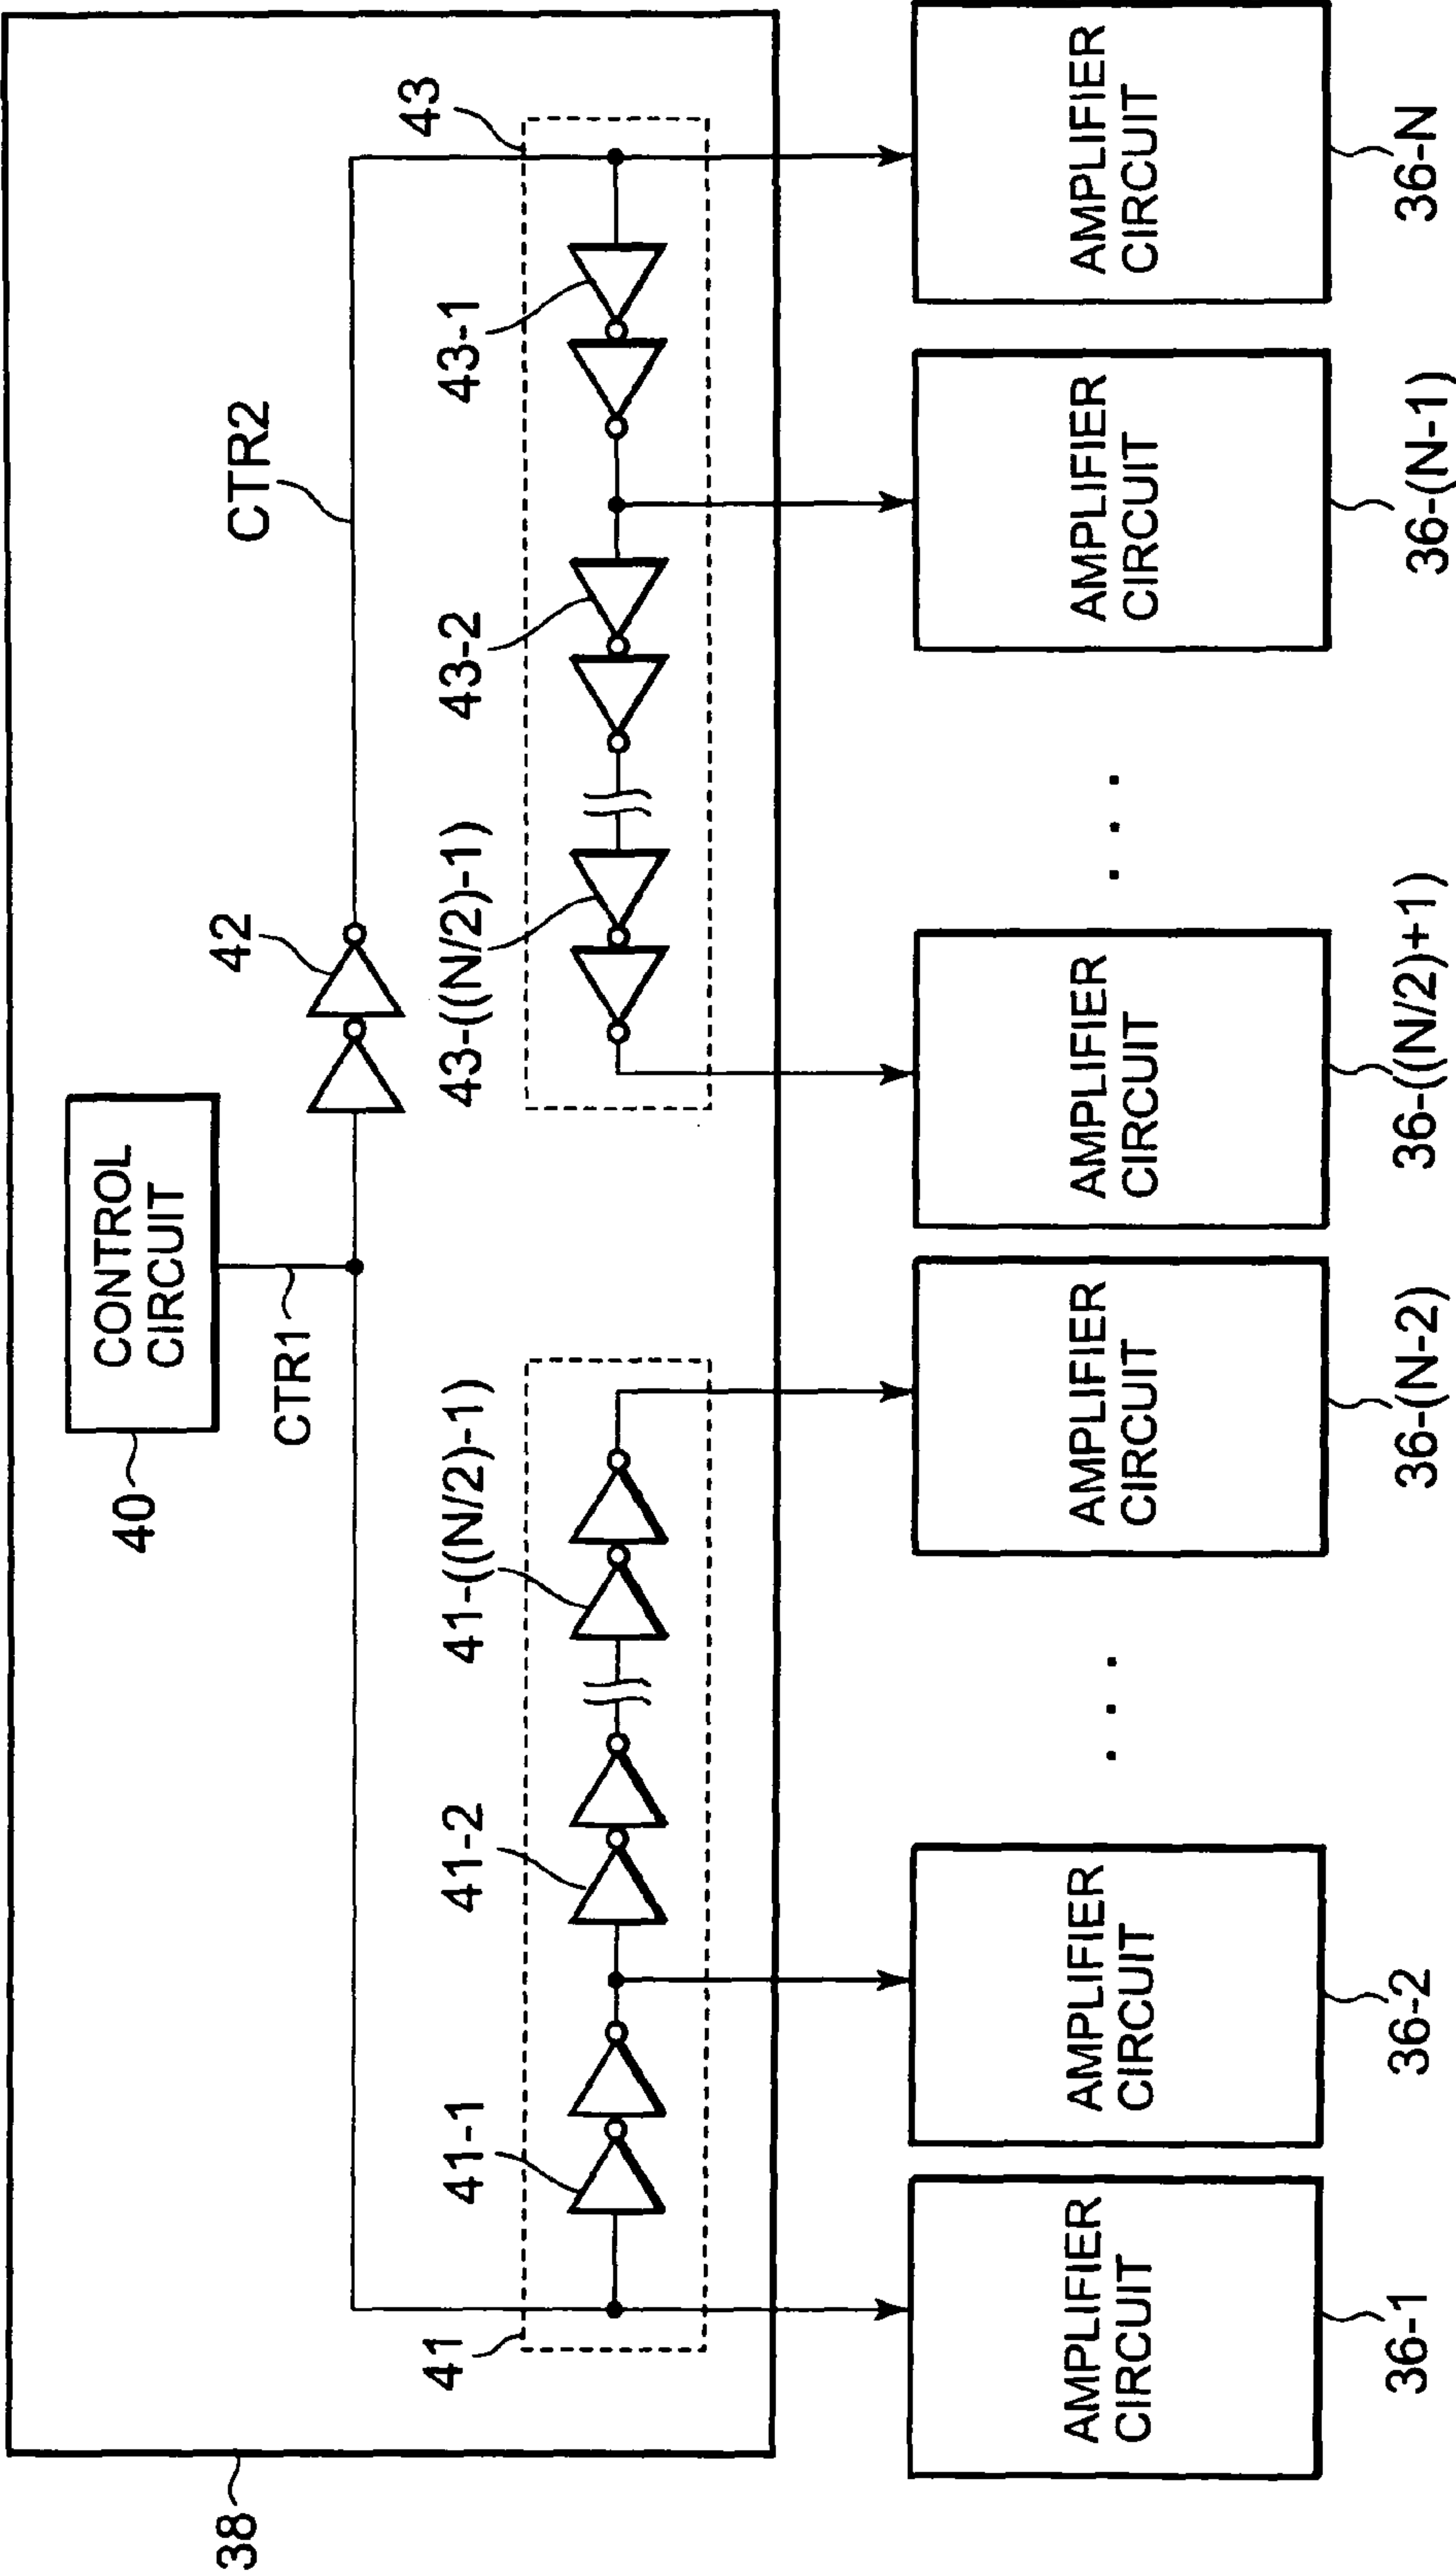 38
40
CONTROL
CIRCUIT
CTR1
42
CTR2
41
41-1
41-2
41-((N/2)-1)
43-((N/2)-1)
43-2
43-1
43
AMPLIFIER
CIRCUIT
AMPLIFIER
CIRCUIT
. . .
AMPLIFIER
CIRCUIT
AMPLIFIER
CIRCUIT
. . .
AMPLIFIER
CIRCUIT
AMPLIFIER
CIRCUIT
36-1
36-2
36-(N-2)
36-((N/2)+1)
36-(N-1)
36-N